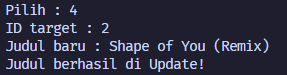 Pilih : 4
ID target : 2
Judul baru : Shape of You (Remix)
Judul berhasil di Update!